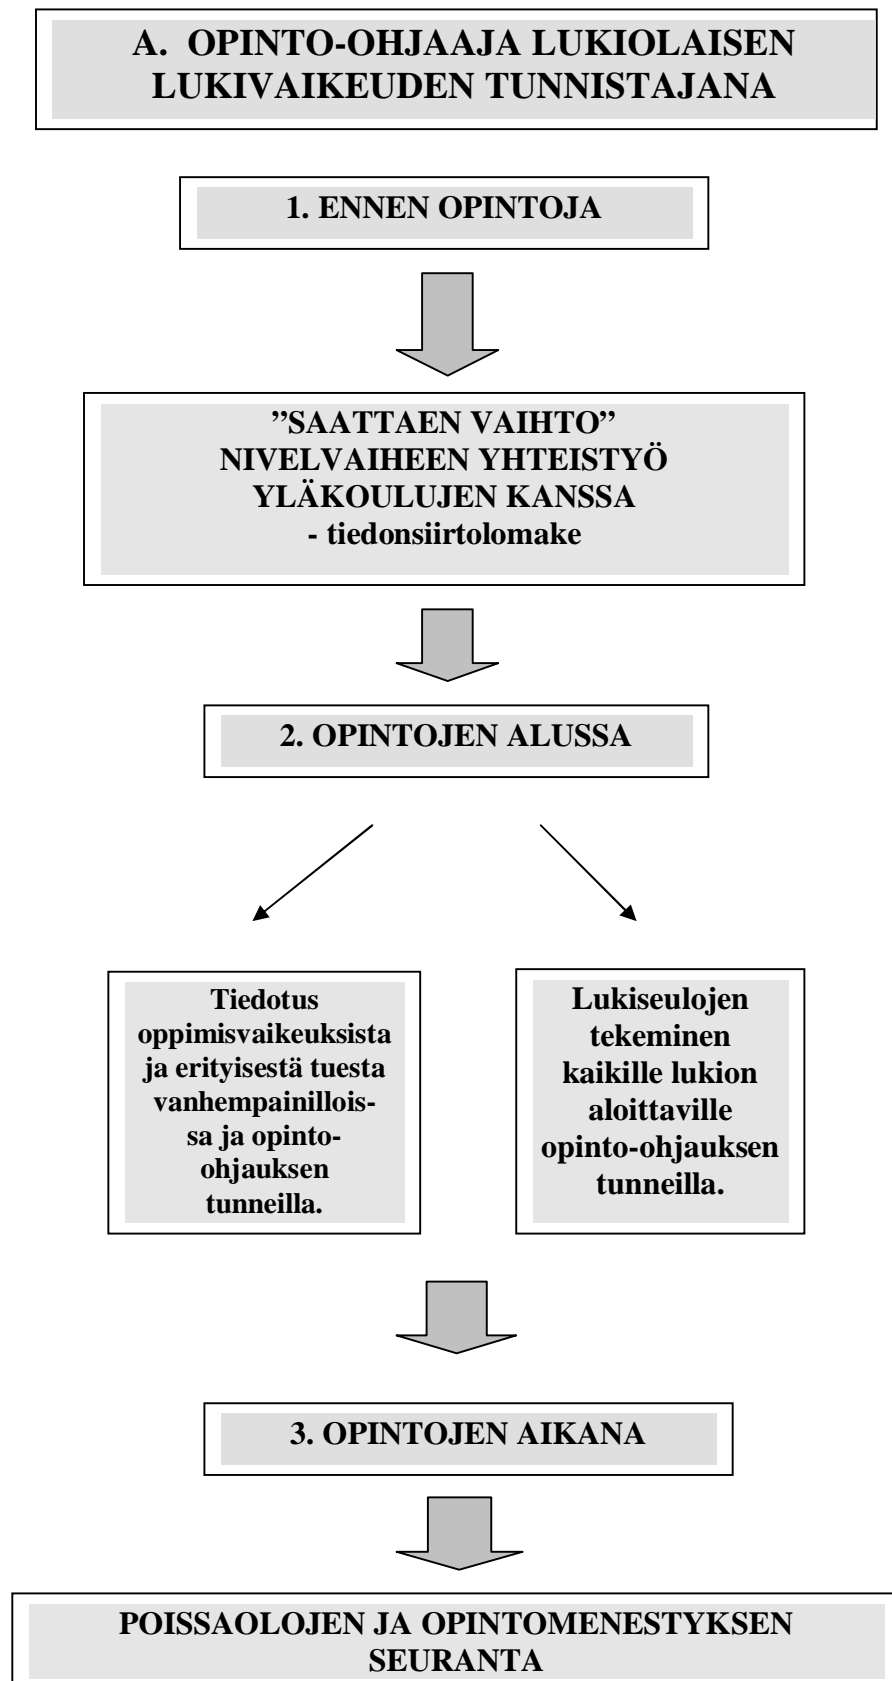 A. OPINTO-OHJAAJA LUKIOLAISEN
LUKIVAIKEUDEN TUNNISTAJANA
1. ENNEN OPINTOJA
”SAATTAEN VAIHTO”
NIVELVAIHEEN YHTEISTYÖ
YLÄKOULUJEN KANSSA
- tiedonsiirtolomake
2. OPINTOJEN ALUSSA
Tiedotus
oppimisvaikeuksista
ja erityisestä tuesta
vanhempainillois-
sa ja opinto-
ohjauksen
tunneilla.
Lukiseulojen
tekeminen
kaikille lukion
aloittaville
opinto-ohjauksen
tunneilla.
3. OPINTOJEN AIKANA
POISSAOLOJEN JA OPINTOMENESTYKSEN
SEURANTA